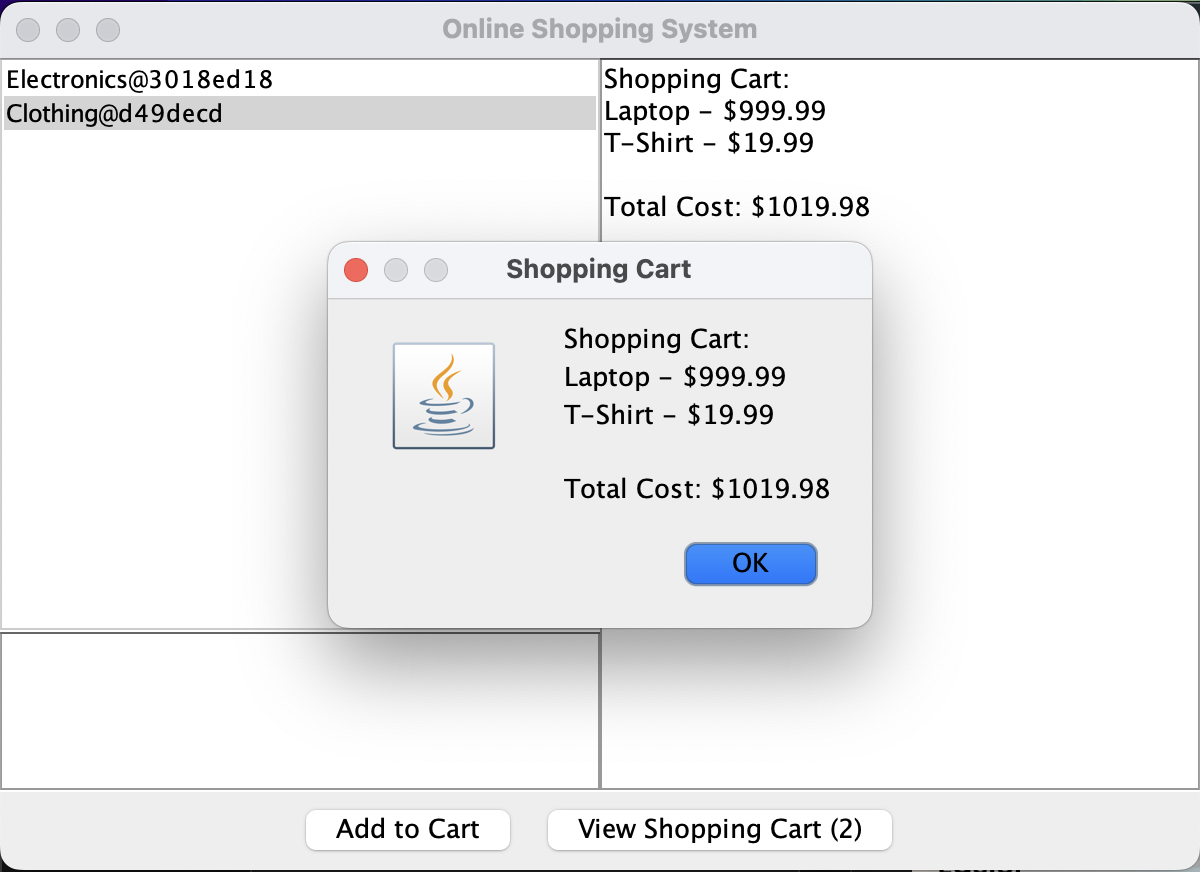 Online Shopping System
Electronics@3018ed18
Clothing@d49decd
Shopping Cart:
Laptop – $999.99
T–Shirt – $19.99
Total Cost: $1019.98
Shopping Cart
Shopping Cart:
Laptop – $999.99
T–Shirt – $19.99
Total Cost: $1019.98
OK
Add to Cart
View Shopping Cart (2)